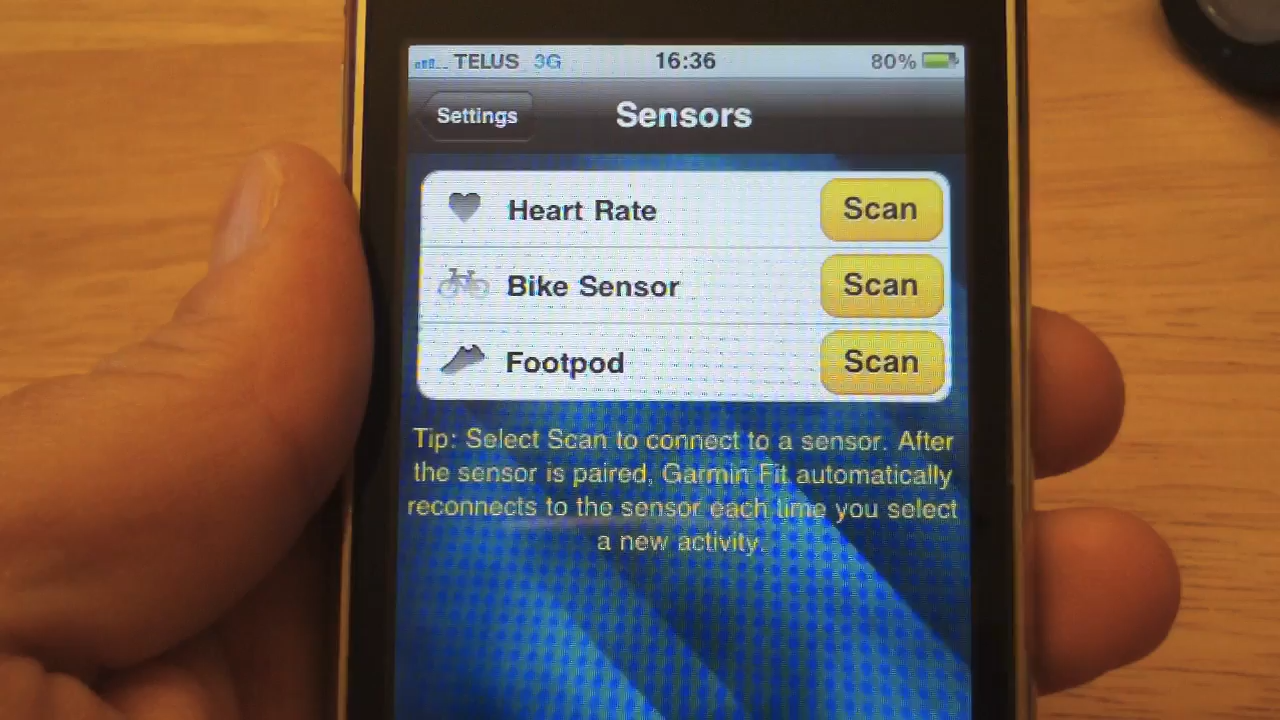 TELUS 3G 16:36 80%
Settings Sensors
Heart Rate Scan
Bike Sensor Scan
Footpod Scan
Tip: Select Scan to connect to a sensor. After
the sensor is paired, Garmin Fit automatically
reconnects to the sensor each time you select
a new activity.